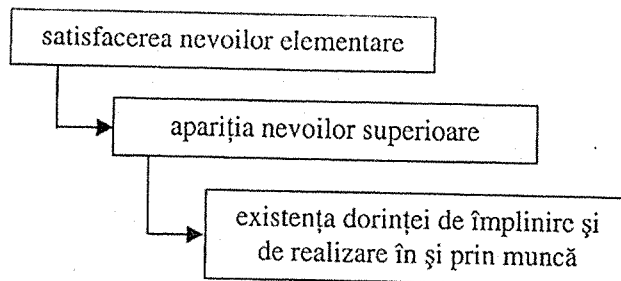 satisfacerea nevoilor elementare
apariția nevoilor superioare
existența dorinței de împlinire și
de realizare în și prin muncă